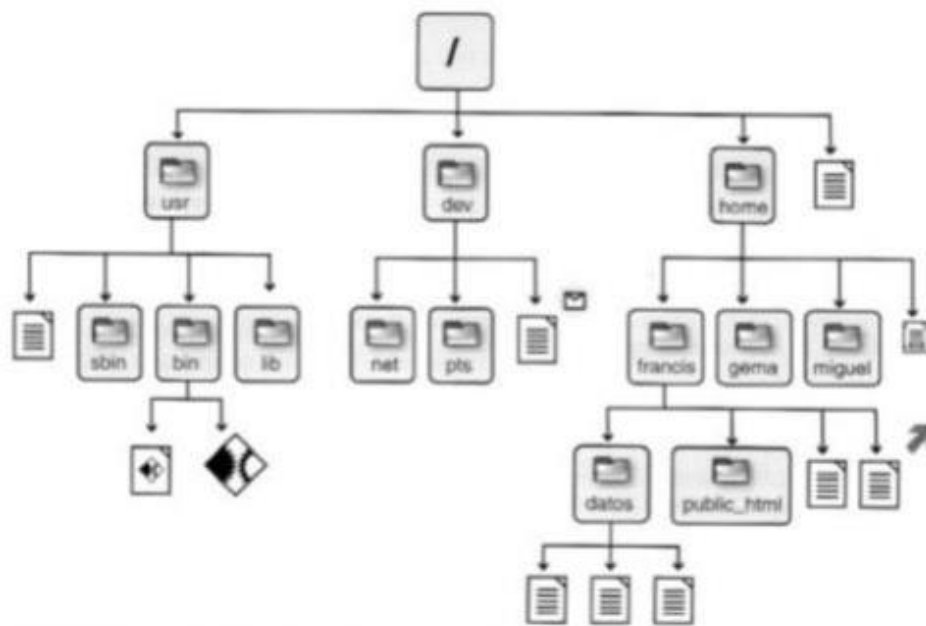 /
usr
dev
home
sbin
bin
lib
net
pts
francis
gema
miguel
datos
public_html